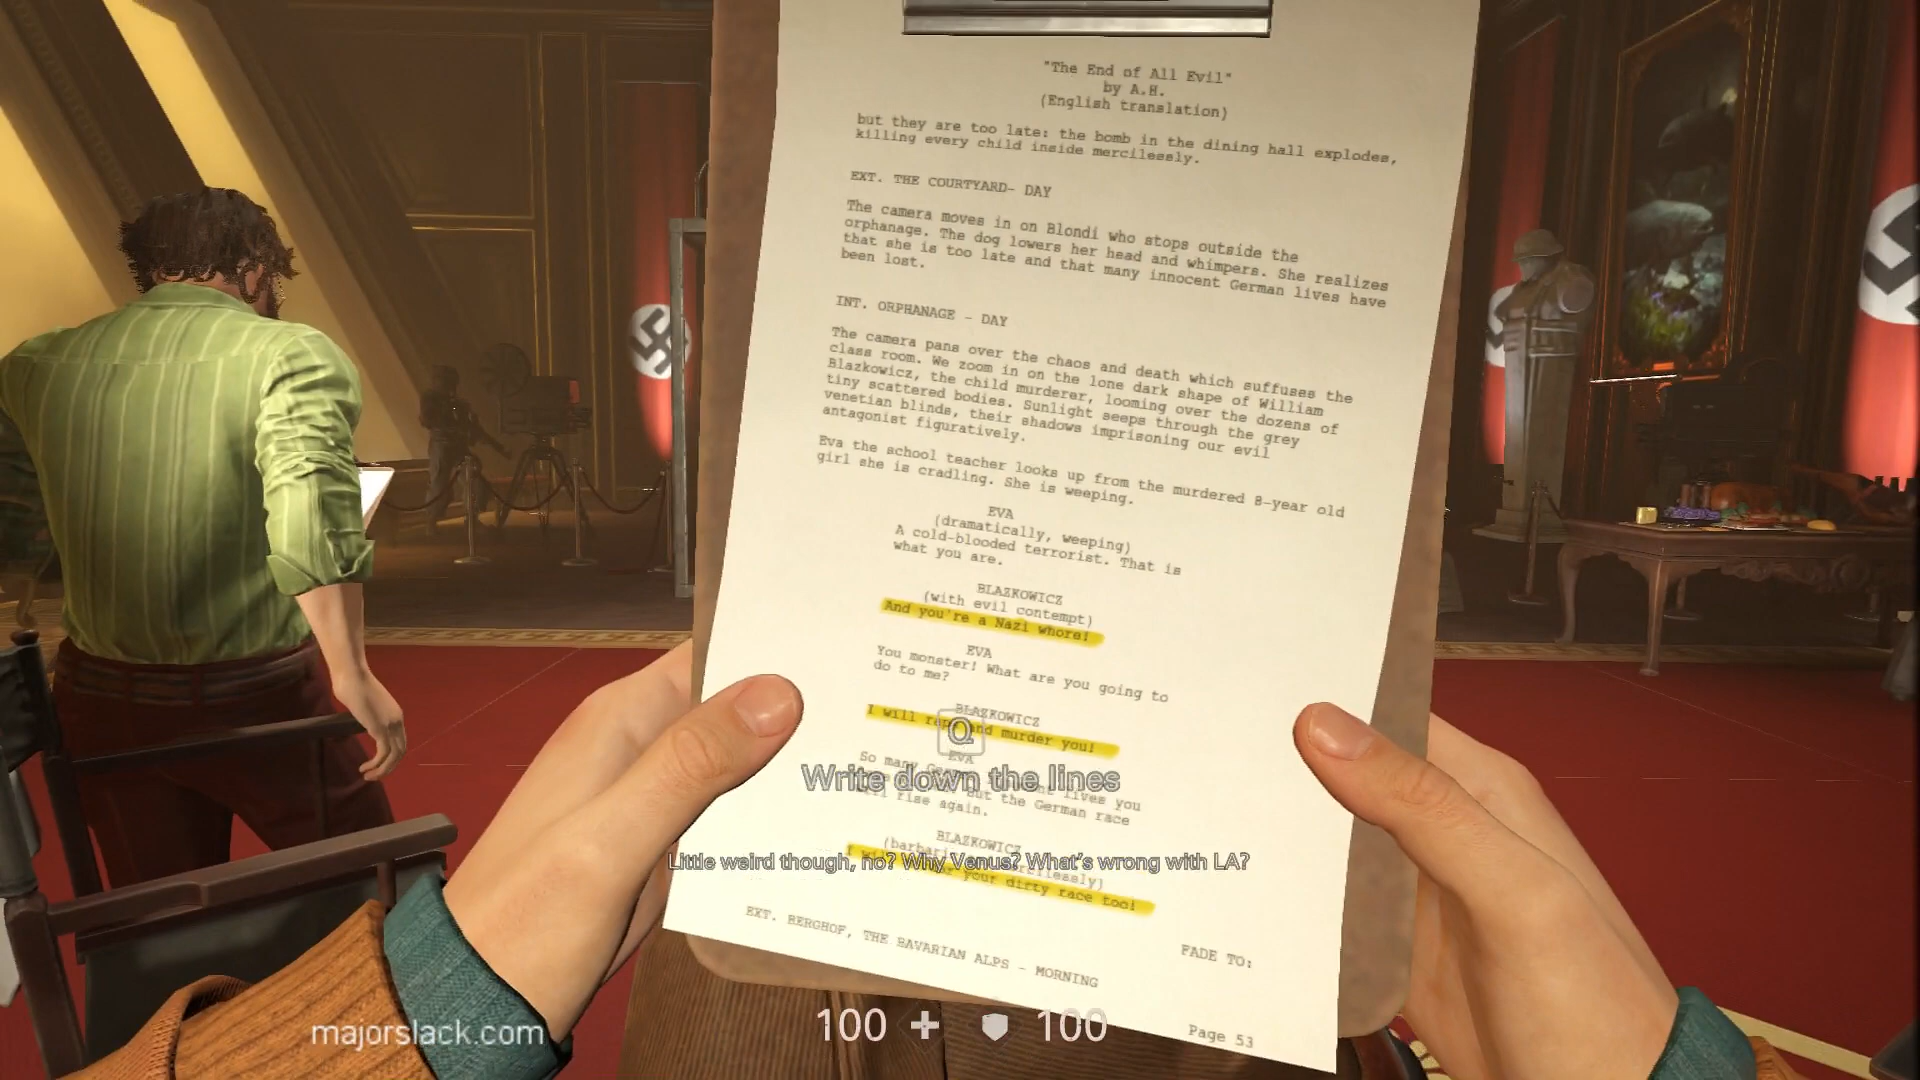 "The End of All Evil"
by A.H.
(English translation)
but they are too late: the bomb in the dining hall explodes,
killing every child inside mercilessly.
EXT. THE COURTYARD- DAY
The camera moves in on Blondi who stops outside the
orphanage. The dog lowers her head and whimpers. She realizes
that she is too late and that many innocent German lives have
been lost.
INT. ORPHANAGE - DAY
The camera pans over the chaos and death which suffuses the
class room. We zoom in on the lone dark shape of William
Blazkowicz, the child murderer, looming over the dozens of
tiny scattered bodies. Sunlight seeps through the grey
venetian blinds, their shadows imprisoning our evil
antagonist figuratively.
Eva the school teacher looks up from the murdered 8-year old
girl she is cradling. She is weeping.
EVA
(dramatically, weeping)
A cold-blooded terrorist. That is
what you are.
BLAZKOWICZ
(with evil contempt)
And you're a Nazi whore!
EVA
You monster! What are you going to
do to me?
BLAZKOWICZ
I will and murder you!
Q
EVA
Write down the lines
So many lives you
But the German race
rise again.
BLAZKOWICZ
Little weird though, no? Why Venus? What's wrong with LA?
your dirty race too!
FADE TO:
EXT. BERGHOF, THE BAVARIAN ALPS - MORNING
Page 53
100 100
majorslack.com